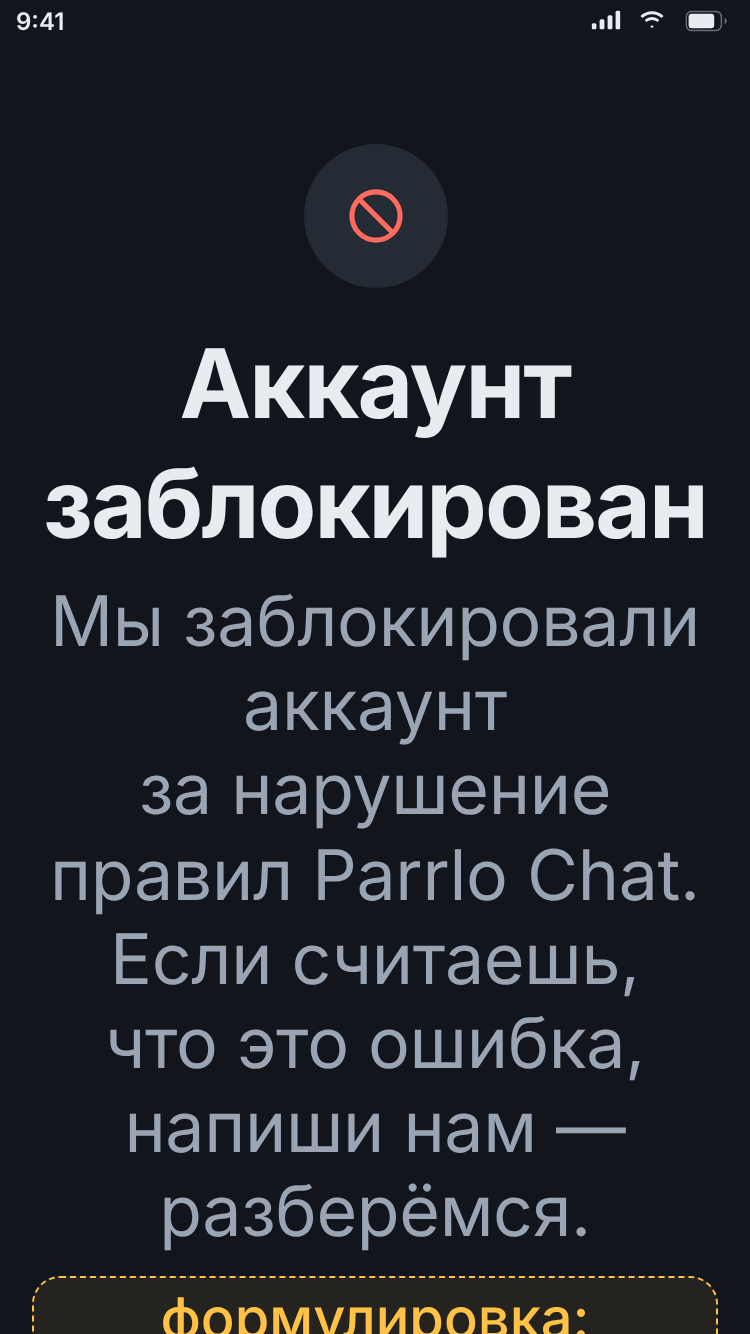 9:41
Аккаунт
заблокирован
Мы заблокировали
аккаунт
за нарушение
правил Parrlo Chat.
Если считаешь,
что это ошибка,
напиши нам —
разберёмся.
формулировка: